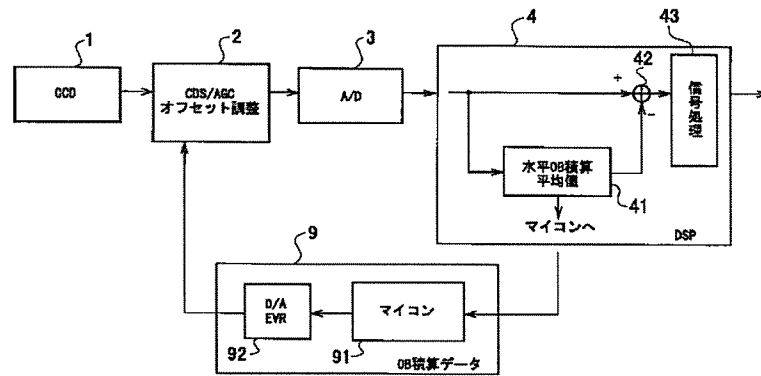 1
2
3
4
43
42
CCD
CDS/AGC
オフセット調整
A/D
+
-
信号処理
水平OB積算
平均値
41
マイコンへ
DSP
9
D/A
EVR
マイコン
92
91
OB積算データ